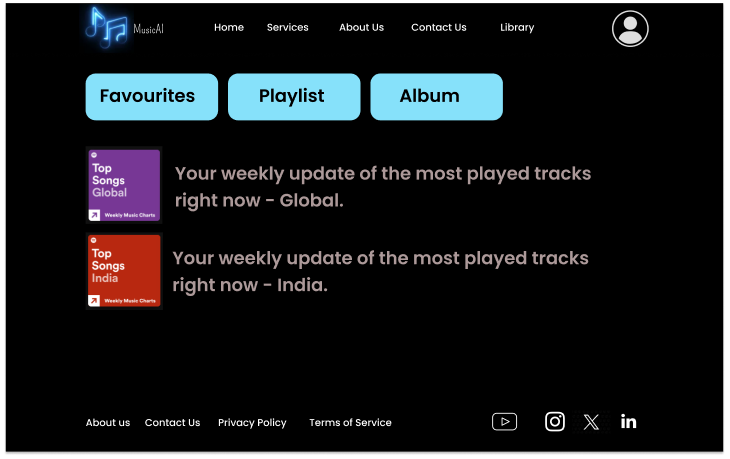 MusicAI Home Services About Us Contact Us Library
Favourites Playlist Album
Top
Songs
Global
Weekly Music Charts
Your weekly update of the most played tracks
right now - Global.
Top
Songs
India
Weekly Music Charts
Your weekly update of the most played tracks
right now - India.
About us Contact Us Privacy Policy Terms of Service